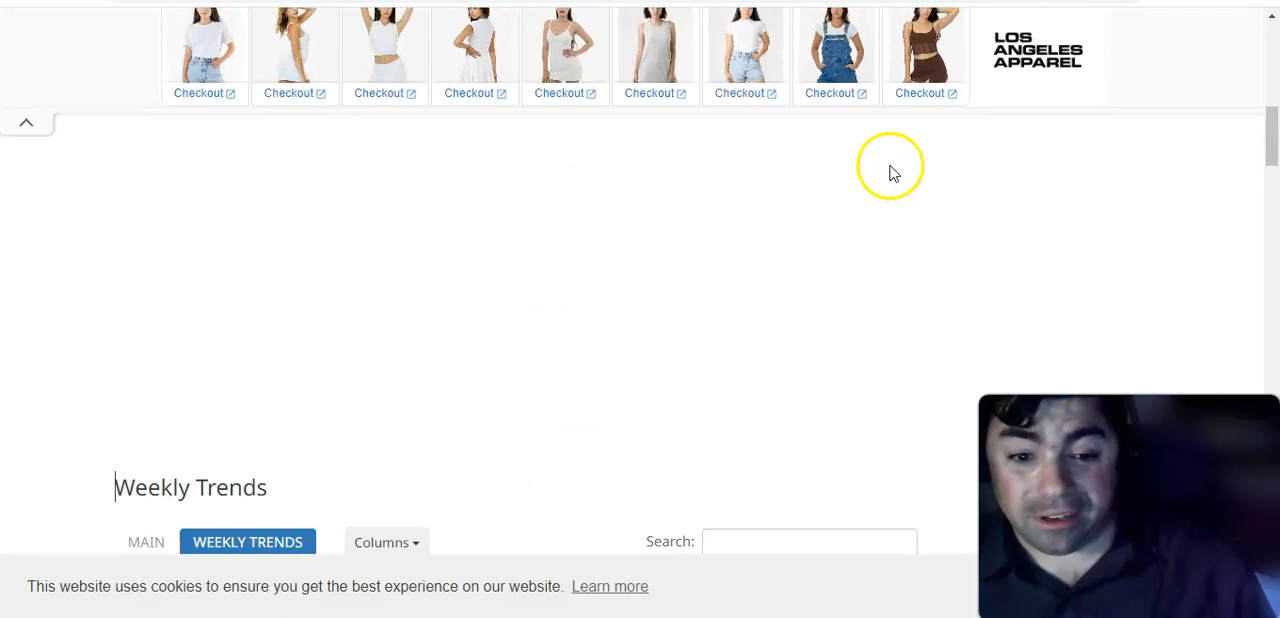 Checkout Checkout Checkout Checkout Checkout Checkout Checkout Checkout Checkout
LOS
ANGELES
APPAREL
Weekly Trends
MAIN WEEKLY TRENDS Columns Search:
This website uses cookies to ensure you get the best experience on our website. Learn more